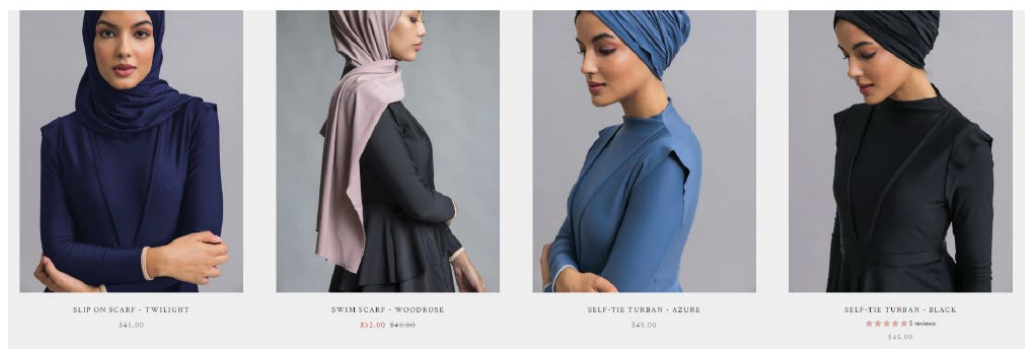 SLIP ON SCARF - TWILIGHT
$45.00
SWIM SCARF - WOODROSE
$32.00 $43.00
SELF-TIE TURBAN - AZURE
$45.00
SELF-TIE TURBAN - BLACK
★★★★★ 5 reviews
$45.00